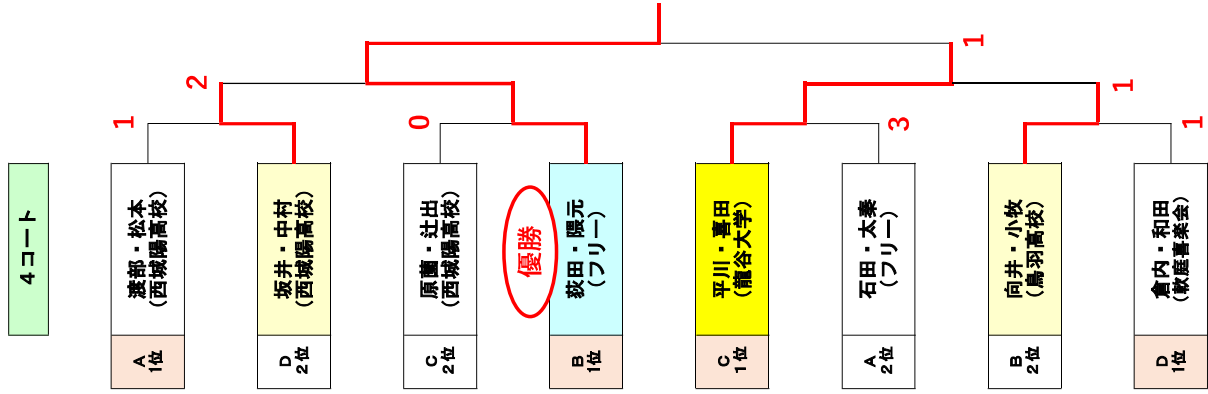 4コート
1
2
0
1
3
1
1
渡部・松本
(西城陽高校)
A
1位
坂井・中村
(西城陽高校)
D
2位
原薗・辻出
(西城陽高校)
C
2位
優勝
荻田・隈元
(フリー)
B
1位
平川・喜田
(龍谷大学)
C
1位
石田・太秦
(フリー)
A
2位
向井・小牧
(鳥羽高校)
B
2位
倉内・和田
(軟庭喜楽会)
D
1位